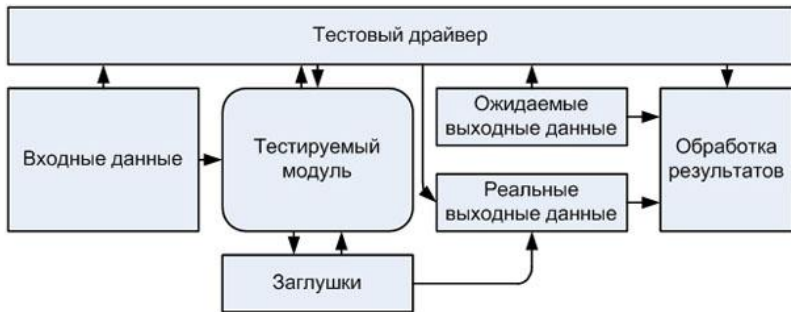 Тестовый драйвер
Входные данные
Тестируемый
модуль
Ожидаемые
выходные данные
Реальные
выходные данные
Обработка
результатов
Заглушки